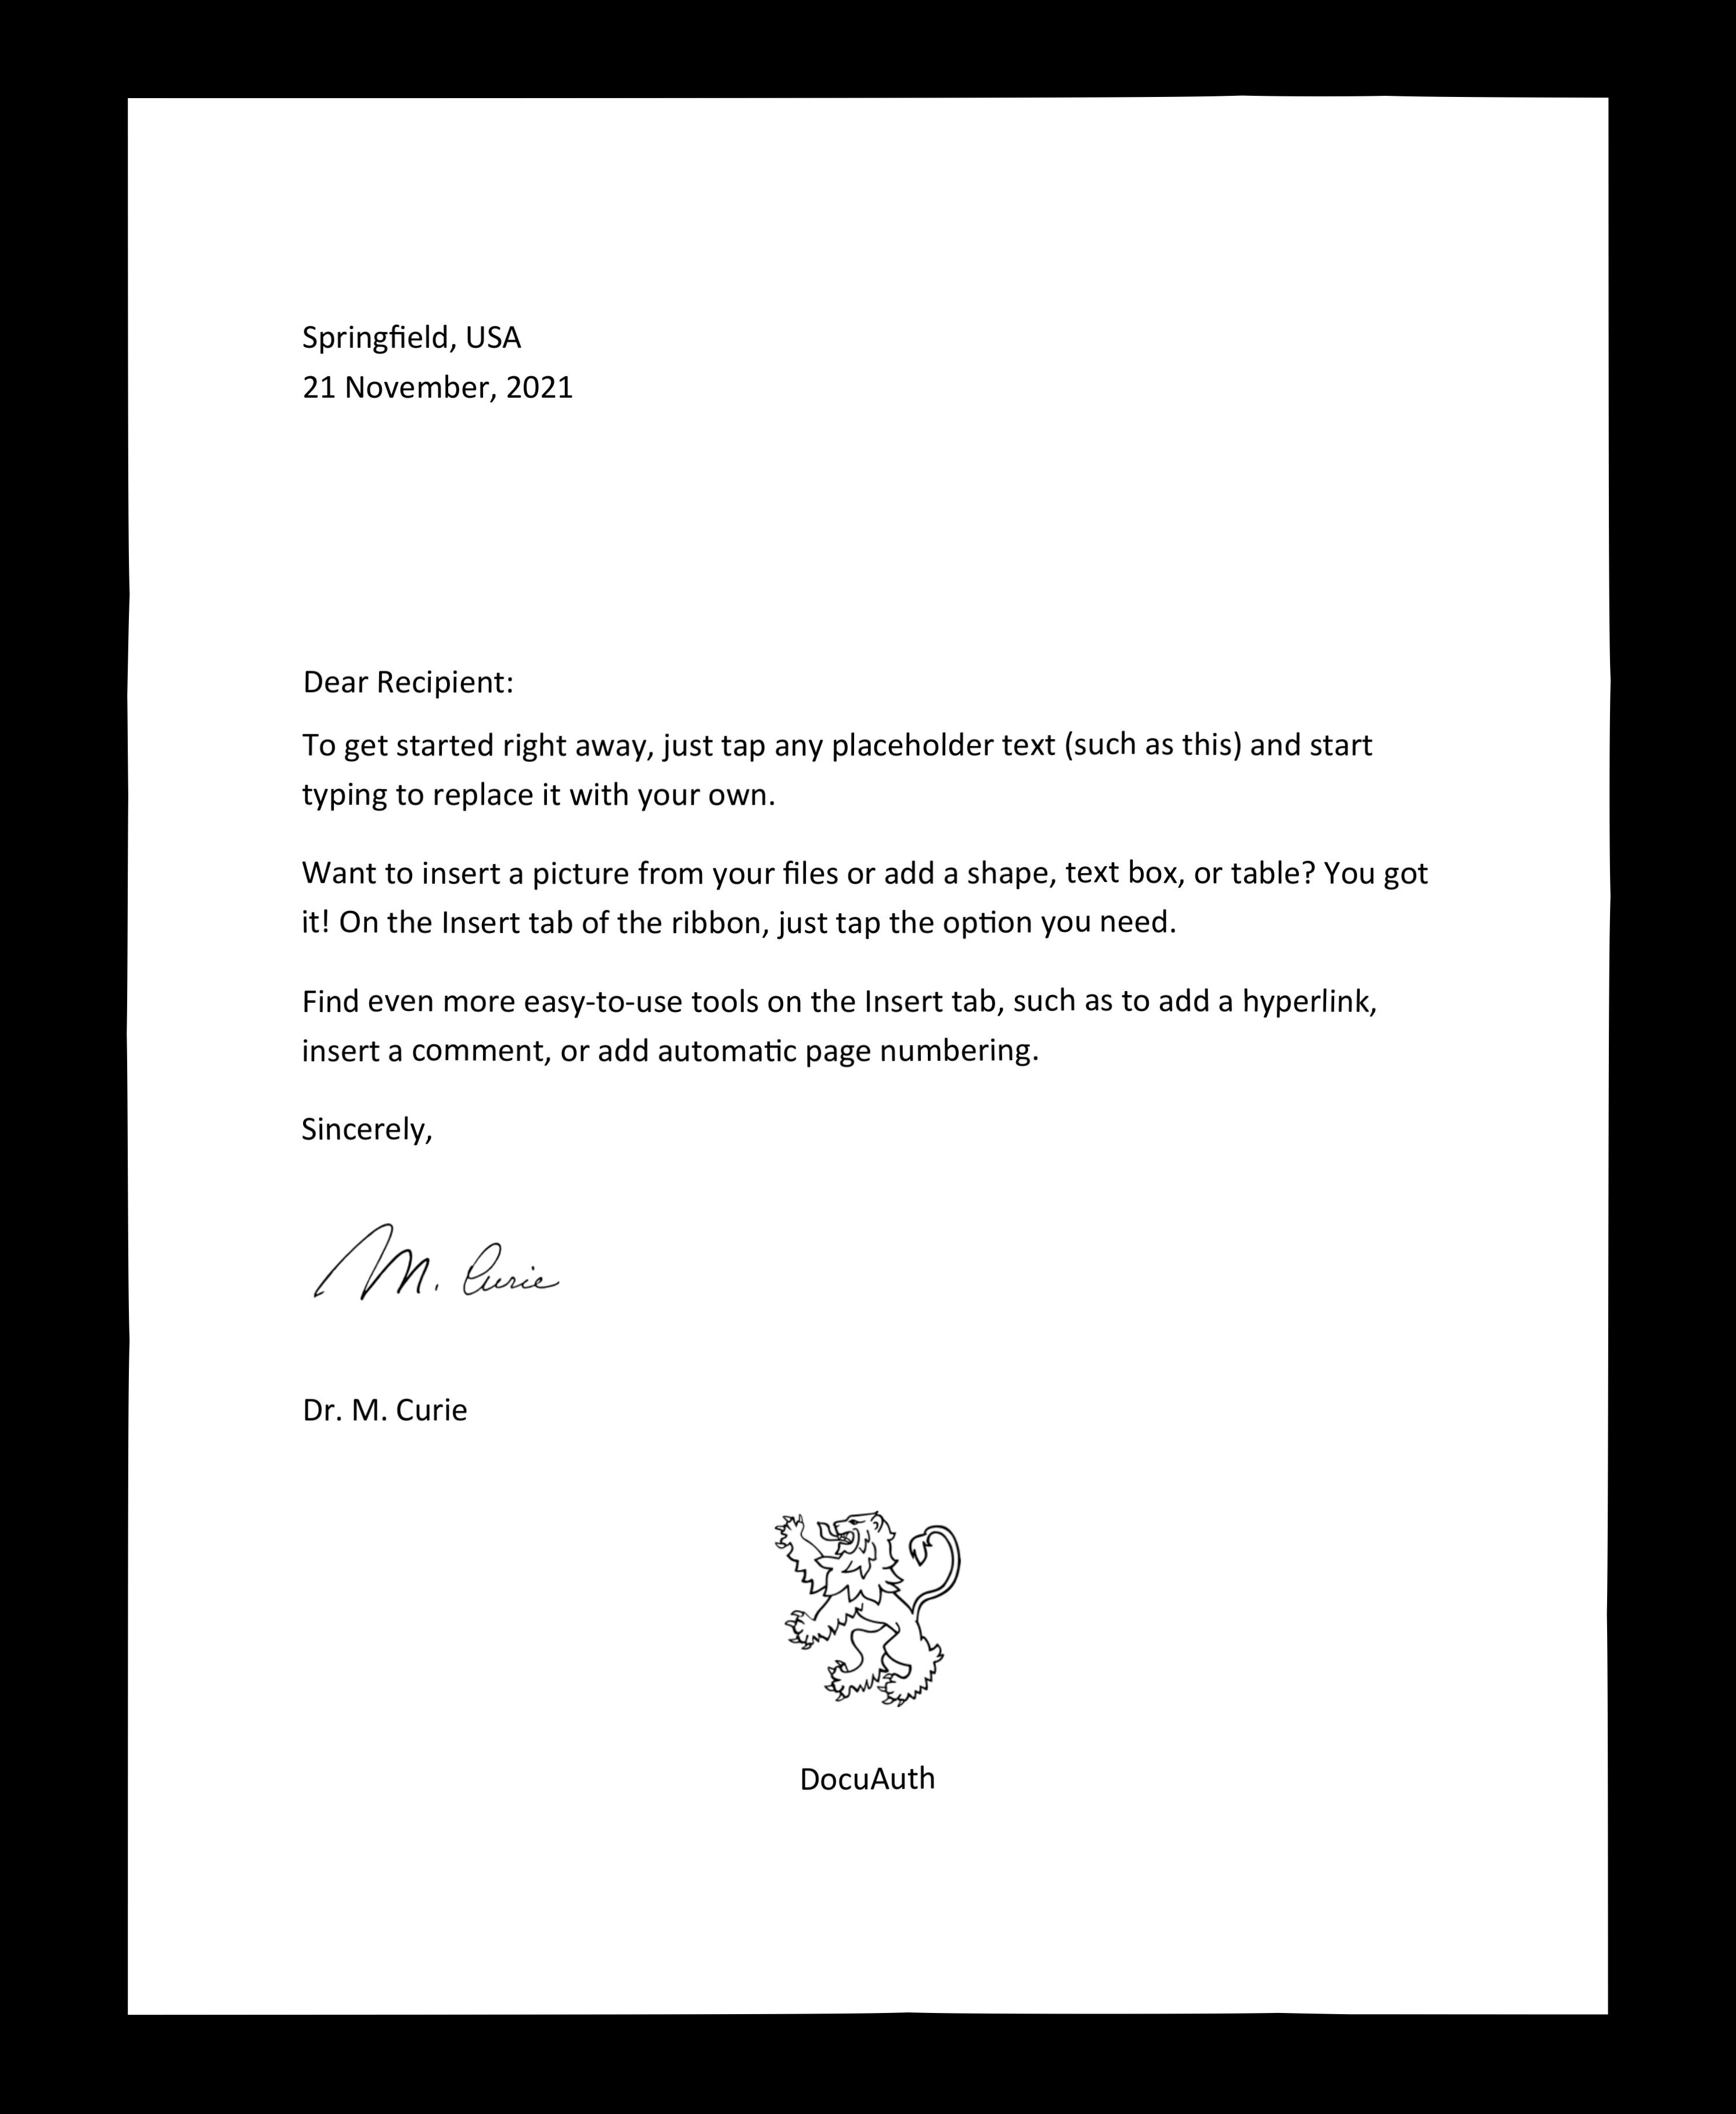 Springfield, USA
21 November, 2021
Dear Recipient:
To get started right away, just tap any placeholder text (such as this) and start
typing to replace it with your own.
Want to insert a picture from your files or add a shape, text box, or table? You got
it! On the Insert tab of the ribbon, just tap the option you need.
Find even more easy-to-use tools on the Insert tab, such as to add a hyperlink,
insert a comment, or add automatic page numbering.
Sincerely,
M. Curie
Dr. M. Curie
DocuAuth